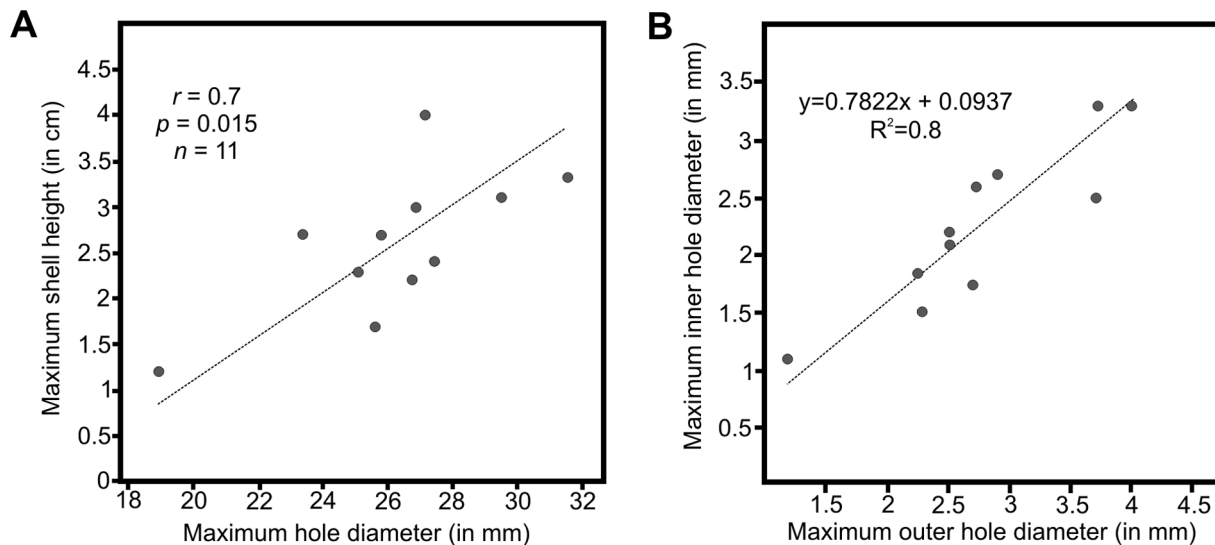 A
Maximum shell height (in cm)
4.5
4
3.5
3
2.5
2
1.5
1
0.5
0
r = 0.7
p = 0.015
n = 11
18 20 22 24 26 28 30 32
Maximum hole diameter (in mm)
B
Maximum inner hole diameter (in mm)
3.5
3
2.5
2
1.5
1
0.5
y=0.7822x + 0.0937
R²=0.8
1.5 2 2.5 3 3.5 4 4.5
Maximum outer hole diameter (in mm)